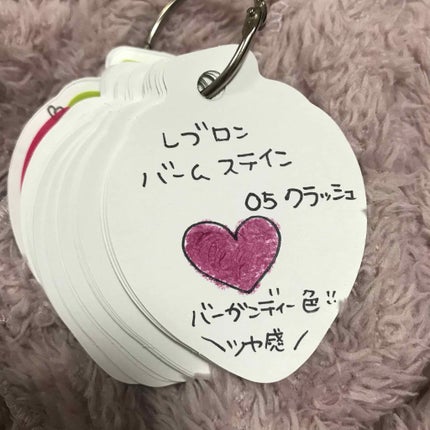 レブロン
バーム ステイン
05 クラッシュ
バーガンディー色!!
\ツヤ感/